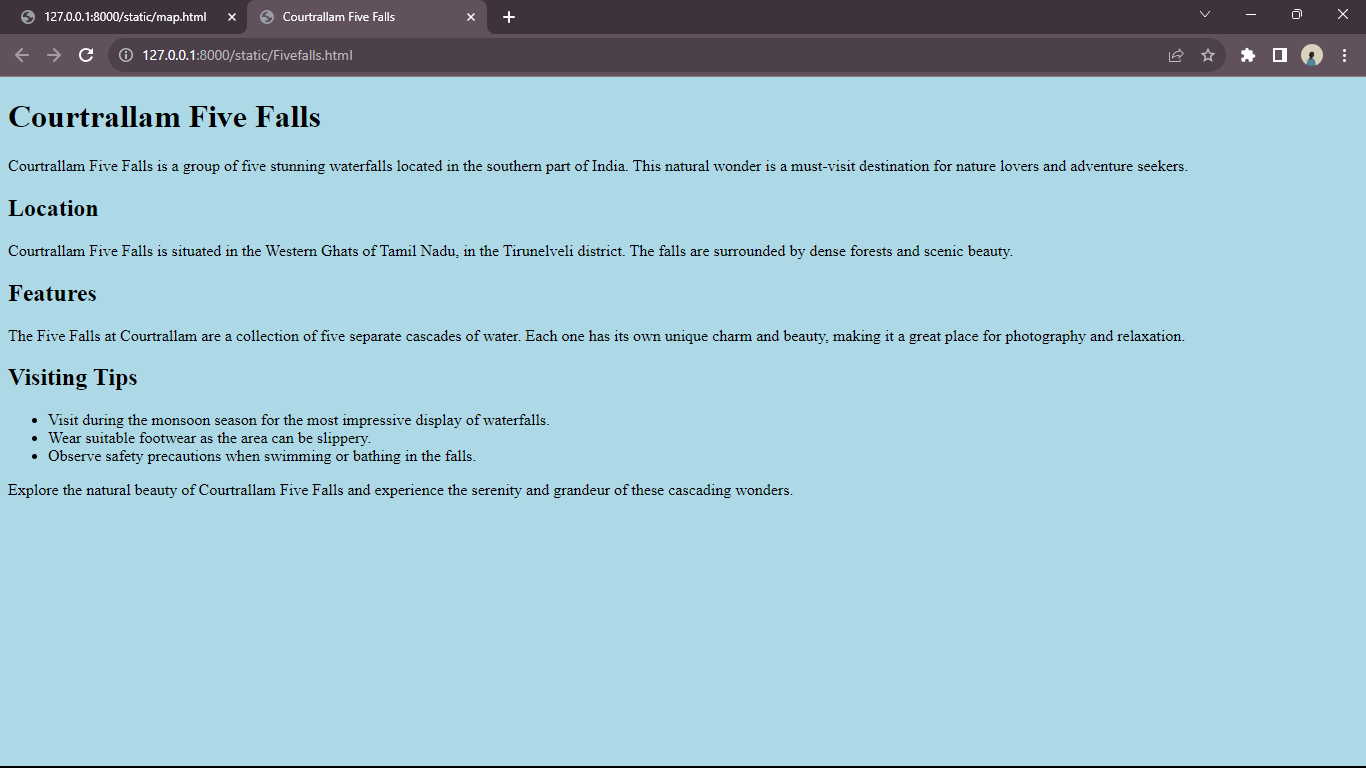 127.0.0.1:8000/static/map.html
Courtrallam Five Falls
127.0.0.1:8000/static/Fivefalls.html
Courtrallam Five Falls
Courtrallam Five Falls is a group of five stunning waterfalls located in the southern part of India. This natural wonder is a must-visit destination for nature lovers and adventure seekers.
Location
Courtrallam Five Falls is situated in the Western Ghats of Tamil Nadu, in the Tirunelveli district. The falls are surrounded by dense forests and scenic beauty.
Features
The Five Falls at Courtrallam are a collection of five separate cascades of water. Each one has its own unique charm and beauty, making it a great place for photography and relaxation.
Visiting Tips
• Visit during the monsoon season for the most impressive display of waterfalls.
• Wear suitable footwear as the area can be slippery.
• Observe safety precautions when swimming or bathing in the falls.
Explore the natural beauty of Courtrallam Five Falls and experience the serenity and grandeur of these cascading wonders.